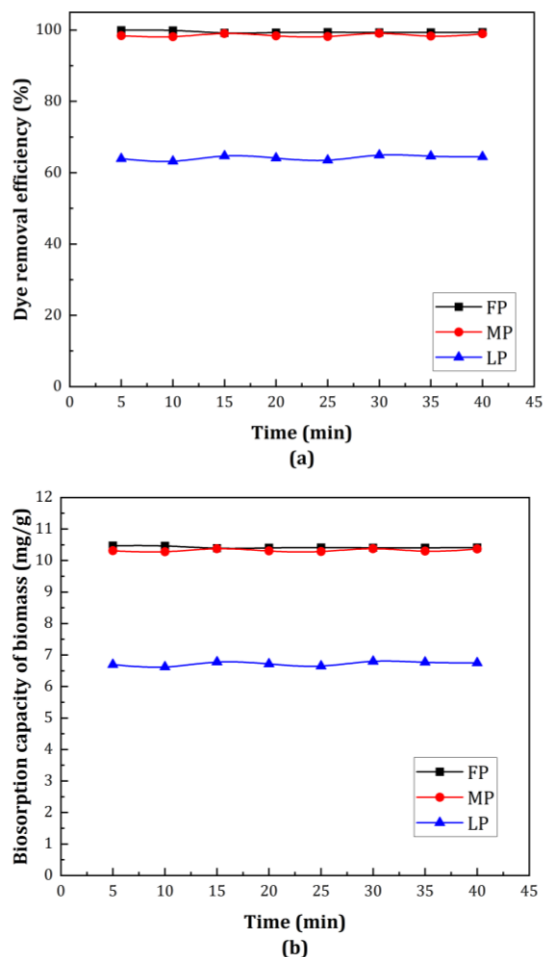 Dye removal efficiency (%)
100
80
60
40
20
0
FP
MP
LP
0 5 10 15 20 25 30 35 40 45
Time (min)
(a)
Biosorption capacity of biomass (mg/g)
12
11
10
9
8
7
6
5
4
3
2
1
0
FP
MP
LP
0 5 10 15 20 25 30 35 40 45
Time (min)
(b)